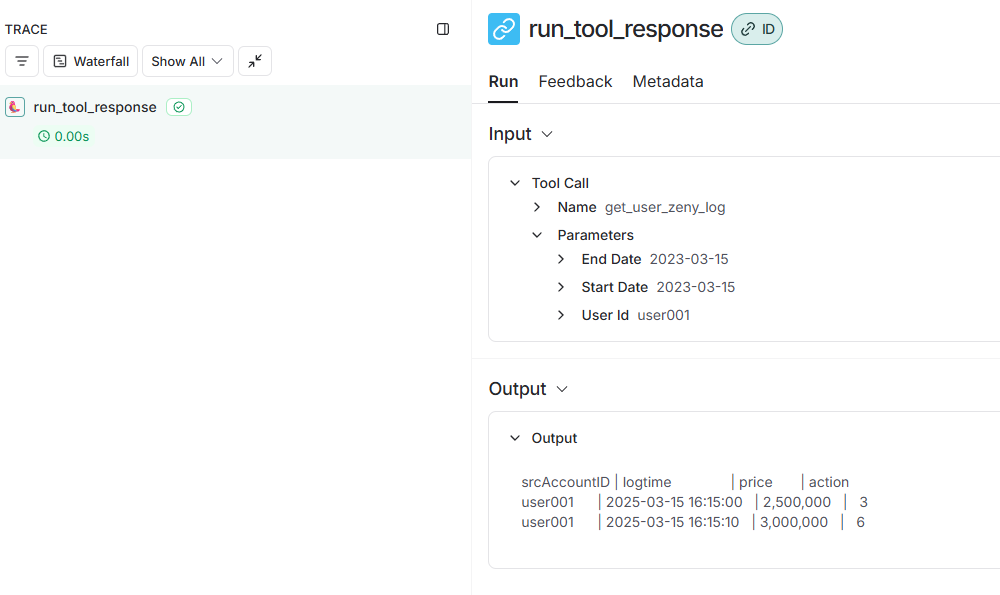 TRACE
Waterfall
Show All
run_tool_response
0.00s
run_tool_response
ID
Run Feedback Metadata
Input
Tool Call
Name get_user_zeny_log
Parameters
End Date 2023-03-15
Start Date 2023-03-15
User Id user001
Output
Output
srcAccountID | logtime | price | action
user001 | 2025-03-15 16:15:00 | 2,500,000 | 3
user001 | 2025-03-15 16:15:10 | 3,000,000 | 6